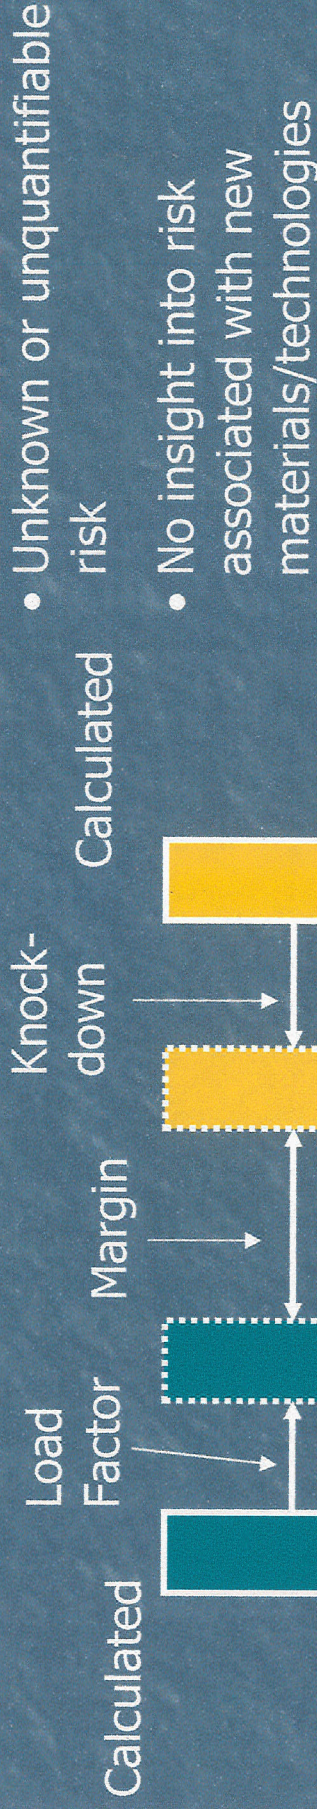 Calculated
Load
Factor
Margin
Knock-
down
Calculated
• Unknown or unquantifiable
risk
• No insight into risk
associated with new
materials/technologies